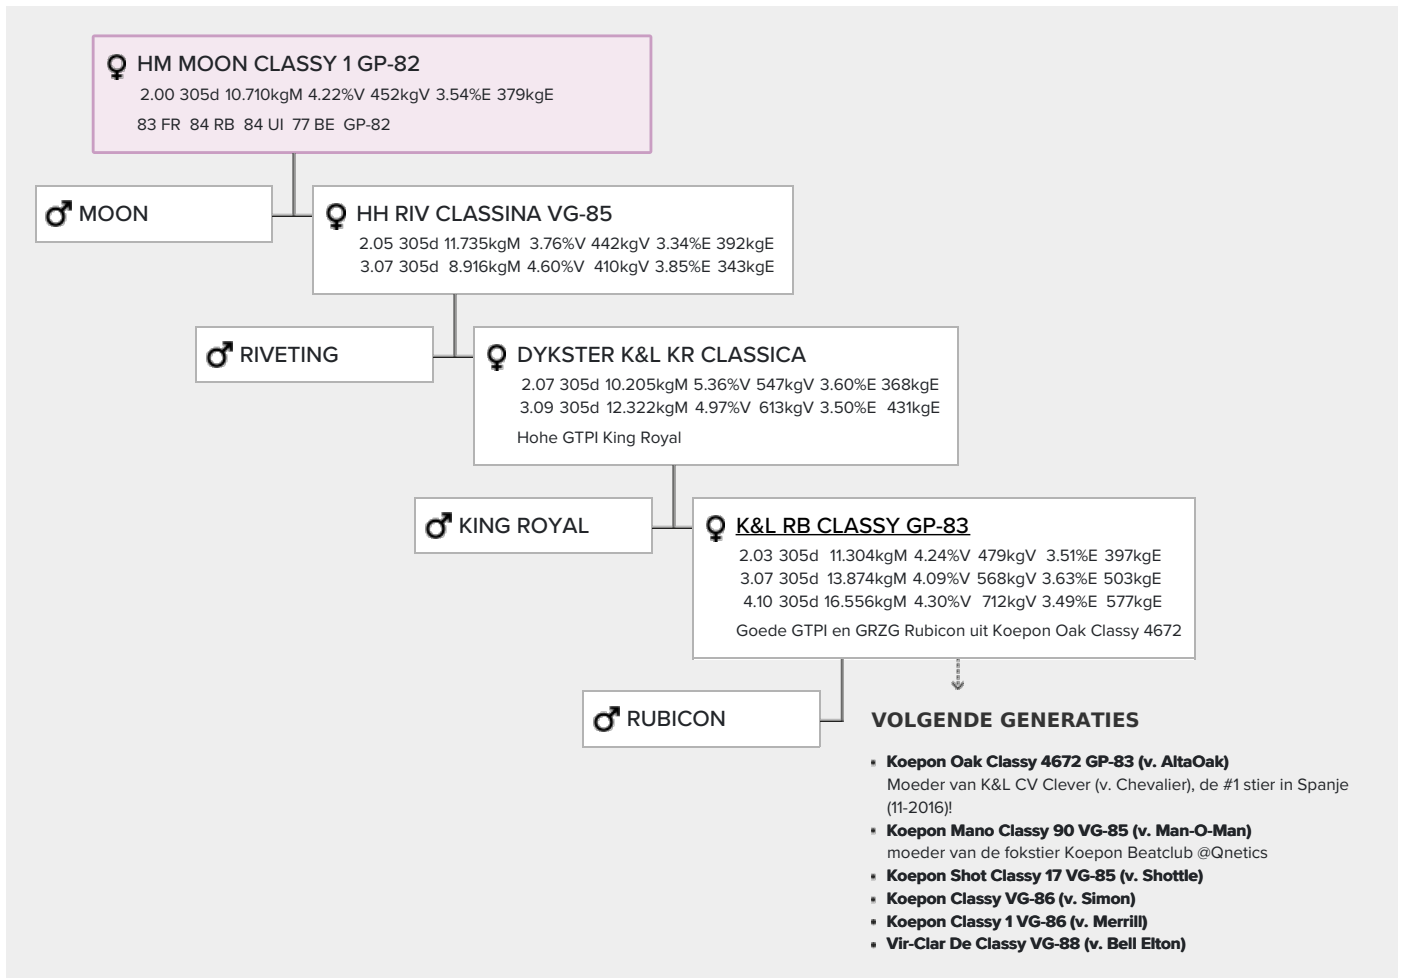 HM MOON CLASSY 1 GP-82
2.00 305d 10.710kgM 4.22%V 452kgV 3.54%E 379kgE
83 FR 84 RB 84 UI 77 BE GP-82
MOON
HH RIV CLASSINA VG-85
2.05 305d 11.735kgM 3.76%V 442kgV 3.34%E 392kgE
3.07 305d 8.916kgM 4.60%V 410kgV 3.85%E 343kgE
RIVETING
DYKSTER K&L KR CLASSICA
2.07 305d 10.205kgM 5.36%V 547kgV 3.60%E 368kgE
3.09 305d 12.322kgM 4.97%V 613kgV 3.50%E 431kgE
Hohe GTPI King Royal
KING ROYAL
K&L RB CLASSY GP-83
2.03 305d 11.304kgM 4.24%V 479kgV 3.51%E 397kgE
3.07 305d 13.874kgM 4.09%V 568kgV 3.63%E 503kgE
4.10 305d 16.556kgM 4.30%V 712kgV 3.49%E 577kgE
Goede GTPI en GRZG Rubicon uit Koepon Oak Classy 4672
RUBICON
VOLGENDE GENERATIES
Koepon Oak Classy 4672 GP-83 (v. AltaOak)
Moeder van K&L CV Clever (v. Chevalier), de #1 stier in Spanje
(11-2016)!
Koepon Mano Classy 90 VG-85 (v. Man-O-Man)
moeder van de fokstier Koepon Beatclub @Qnetics
Koepon Shot Classy 17 VG-85 (v. Shottle)
Koepon Classy VG-86 (v. Simon)
Koepon Classy 1 VG-86 (v. Merrill)
Vir-Clar De Classy VG-88 (v. Bell Elton)